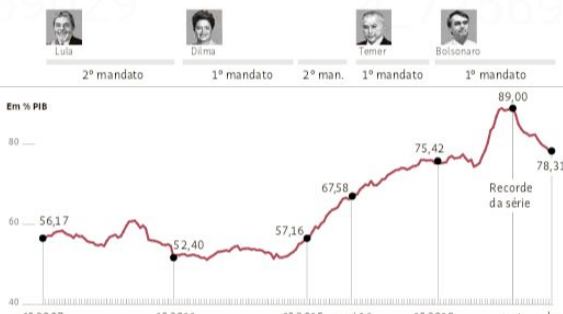 Lula
Dilma
Temer
Bolsonaro
2º mandato
1º mandato
2º man.
1º mandato
1º mandato
Em % PIB
89,00
80
75,42
78,31
67,58
Recorde
da série
60
56,17
57,16
52,40
40